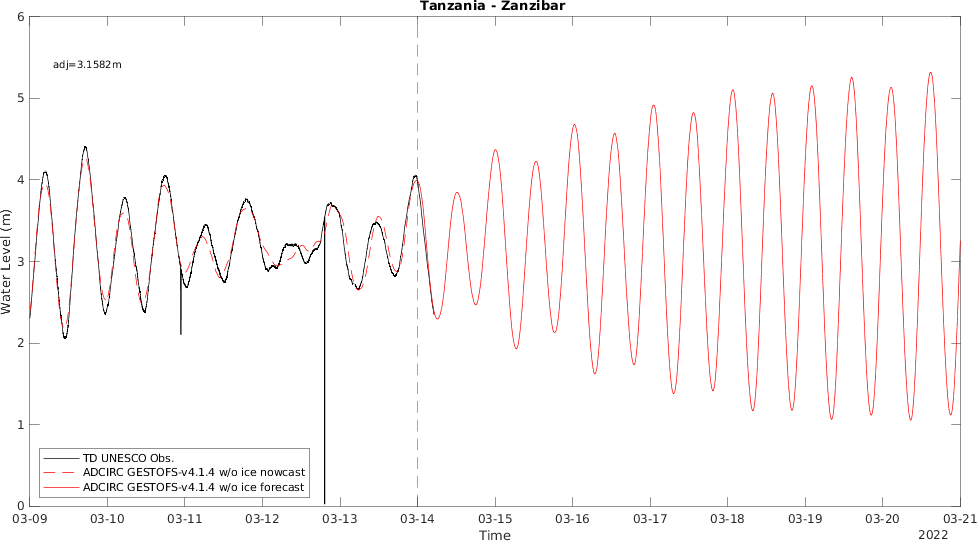 Tanzania - Zanzibar
adj=3.1582m
6
5
4
3
2
1
0
Water Level (m)
TD UNESCO Obs.
ADCIRC GESTOFS-v4.1.4 w/o ice nowcast
ADCIRC GESTOFS-v4.1.4 w/o ice forecast
03-09 03-10 03-11 03-12 03-13 03-14 03-15 03-16 03-17 03-18 03-19 03-20 03-21
Time
2022